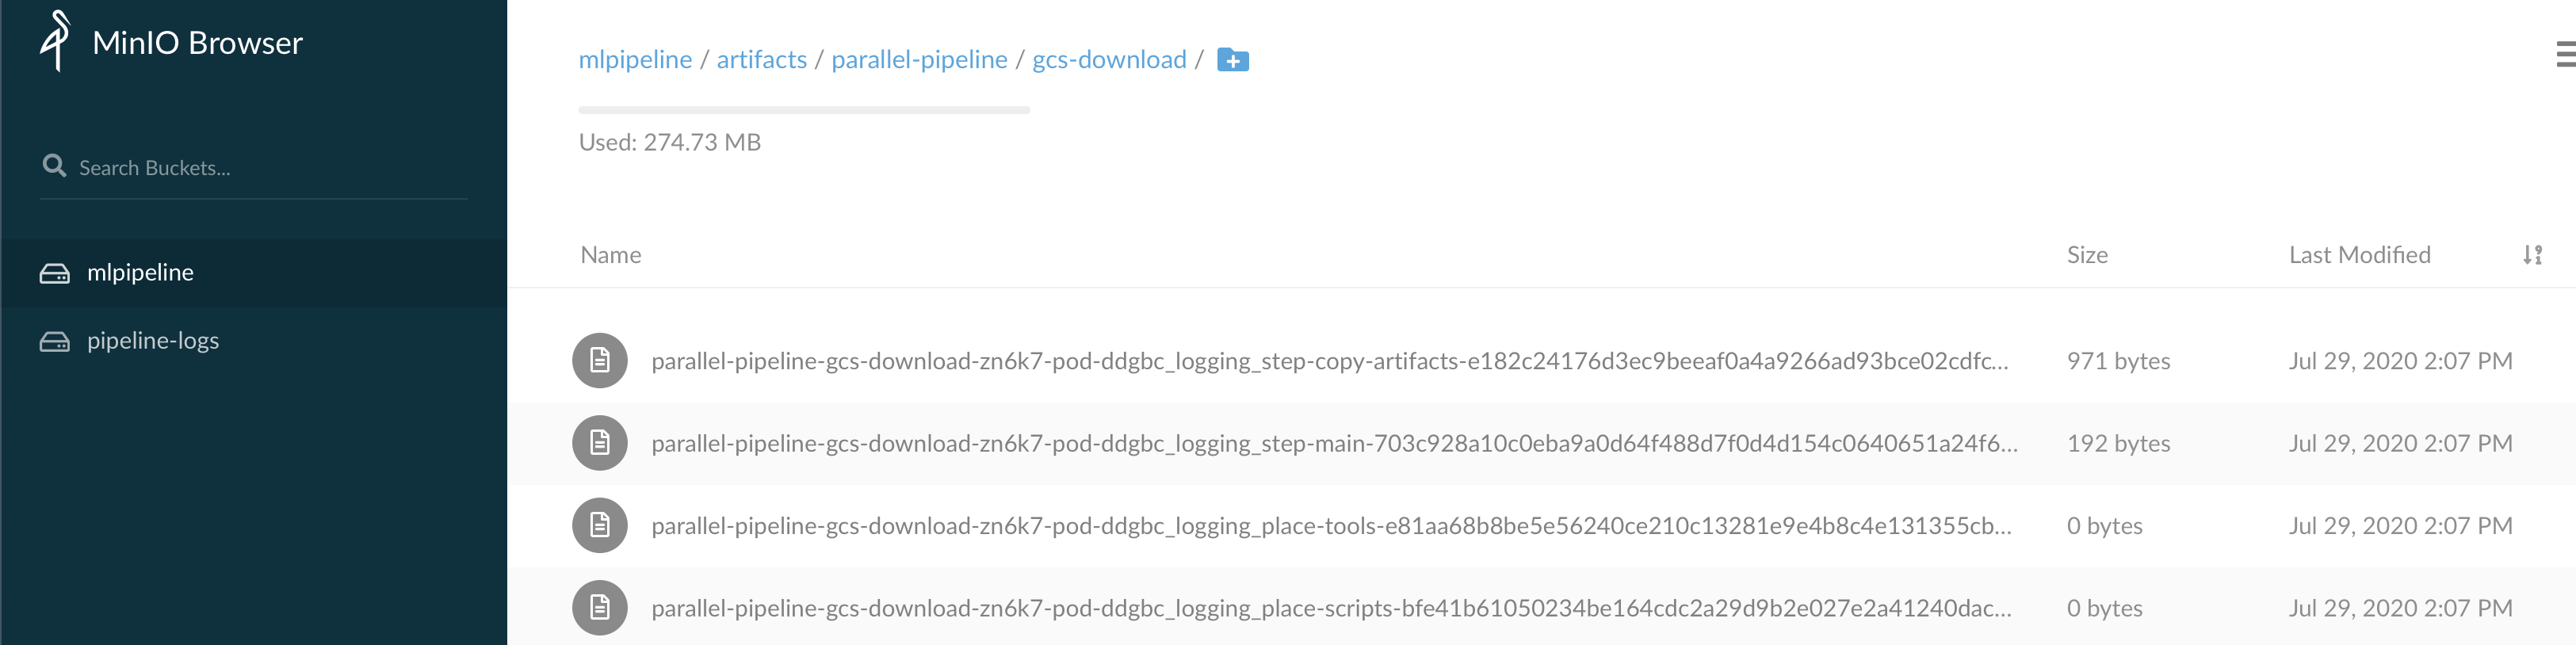 MinIO Browser
Search Buckets...
mlpipeline
pipeline-logs
mlpipeline / artifacts / parallel-pipeline / gcs-download /
Used: 274.73 MB
Name Size Last Modified
parallel-pipeline-gcs-download-zn6k7-pod-ddgbc_logging_step-copy-artifacts-e182c24176d3ec9beeaf0a4a9266ad93bce02cdfc... 971 bytes Jul 29, 2020 2:07 PM
parallel-pipeline-gcs-download-zn6k7-pod-ddgbc_logging_step-main-703c928a10c0eba9a0d64f488d7f0d4d154c0640651a24f6... 192 bytes Jul 29, 2020 2:07 PM
parallel-pipeline-gcs-download-zn6k7-pod-ddgbc_logging_place-tools-e81aa68b8be5e56240ce210c13281e9e4b8c4e131355cb... 0 bytes Jul 29, 2020 2:07 PM
parallel-pipeline-gcs-download-zn6k7-pod-ddgbc_logging_place-scripts-bfe41b61050234be164cdc2a29d9b2e027e2a41240dac... 0 bytes Jul 29, 2020 2:07 PM